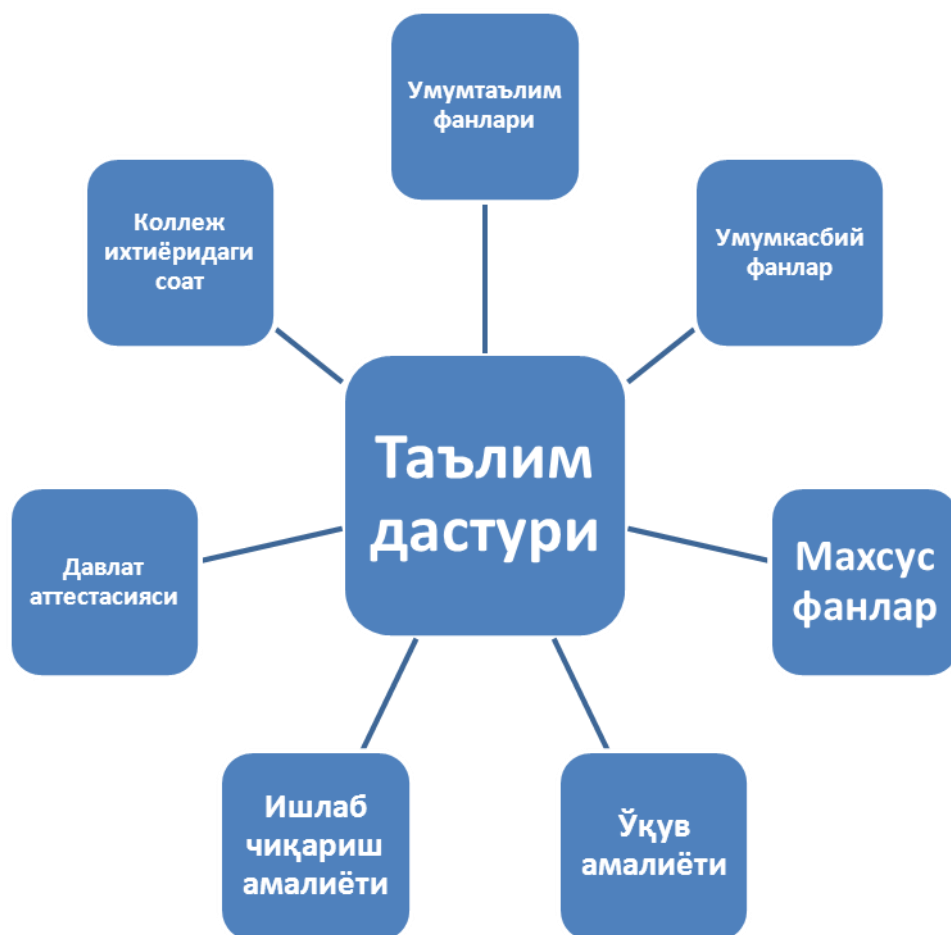 Умумтаълим
фанлари
Умумкасбий
фанлар
Махсус
фанлар
Ўқув
амалиёти
Ишлаб
чиқариш
амалиёти
Давлат
аттестасияси
Коллеж
ихтиёридаги
соат
Таълим
дастури